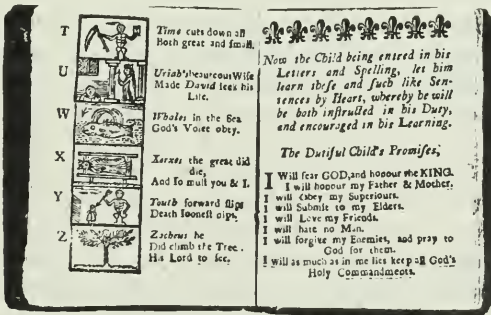 T
Time cuts down all
Both great and small.
U
Uriah's beauteous Wife
Made David seek his
Life.
W
Whales in the Sea
God's Voice obey.
X
Xerxes the great did
die,
And so must you & I.
Y
Youth forward slips
Death soonest nips.
Z
Zacheus he
Did climb the Tree
His Lord to see,
Now the Child being entred in his
Letters and Spelling, let him
learn these and such like Sen-
tences by Heart, whereby he will
be both instructed in his Duty,
and encouraged in his Learning.
The Dutiful Child's Promises,
I Will fear GOD, and honour the KING.
I will honour my Father & Mother.
I will Obey my Superiours.
I will Submit to my Elders.
I will Love my Friends.
I will hate no Man.
I will forgive my Enemies, and pray to
God for them.
I will as much as in me lies keep all God's
Holy Commandments.